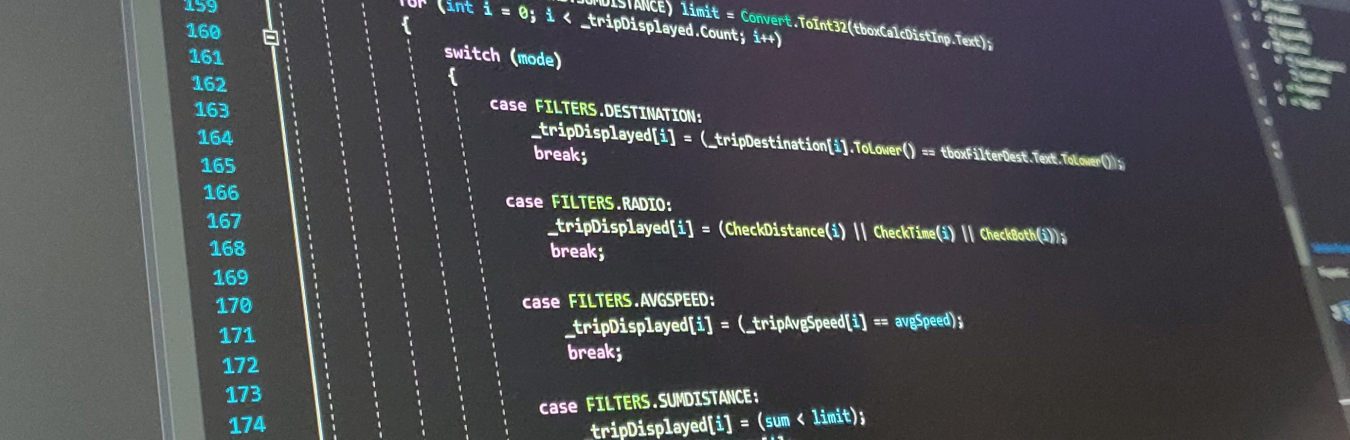 159 DISTANCE) limit = Convert.ToInt32(tboxCalcDistInp.Text);
160 for (int i = 0; i < _tripDisplayed.Count; i++)
161 {
162 switch (mode)
163 {
164 case FILTERS.DESTINATION:
165 _tripDisplayed[i] = (_tripDestination[i].ToLower() == tboxFilterDest.Text.ToLower());
166 break;
167
168 case FILTERS.RADIO:
169 _tripDisplayed[i] = (CheckDistance(i) || CheckTime(i) || CheckBoth(i));
170 break;
171
172 case FILTERS.AVGSPEED:
173 _tripDisplayed[i] = (_tripAvgSpeed[i] == avgSpeed);
174 break;
case FILTERS.SUMDISTANCE:
_tripDisplayed[i] = (sum < limit);